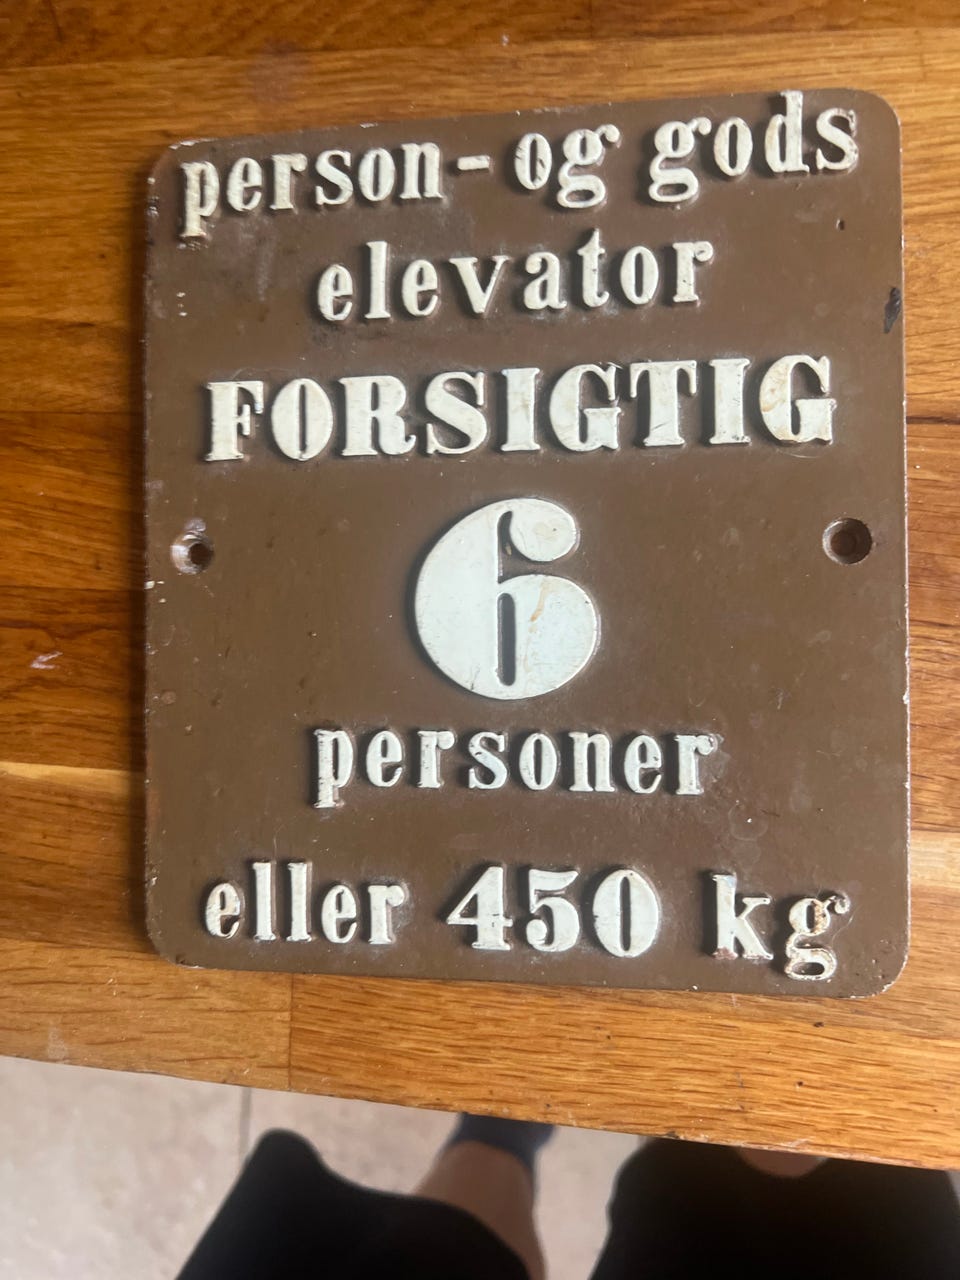 person-og gods
elevator
FORSIGTIG
6
personer
eller 450 kg